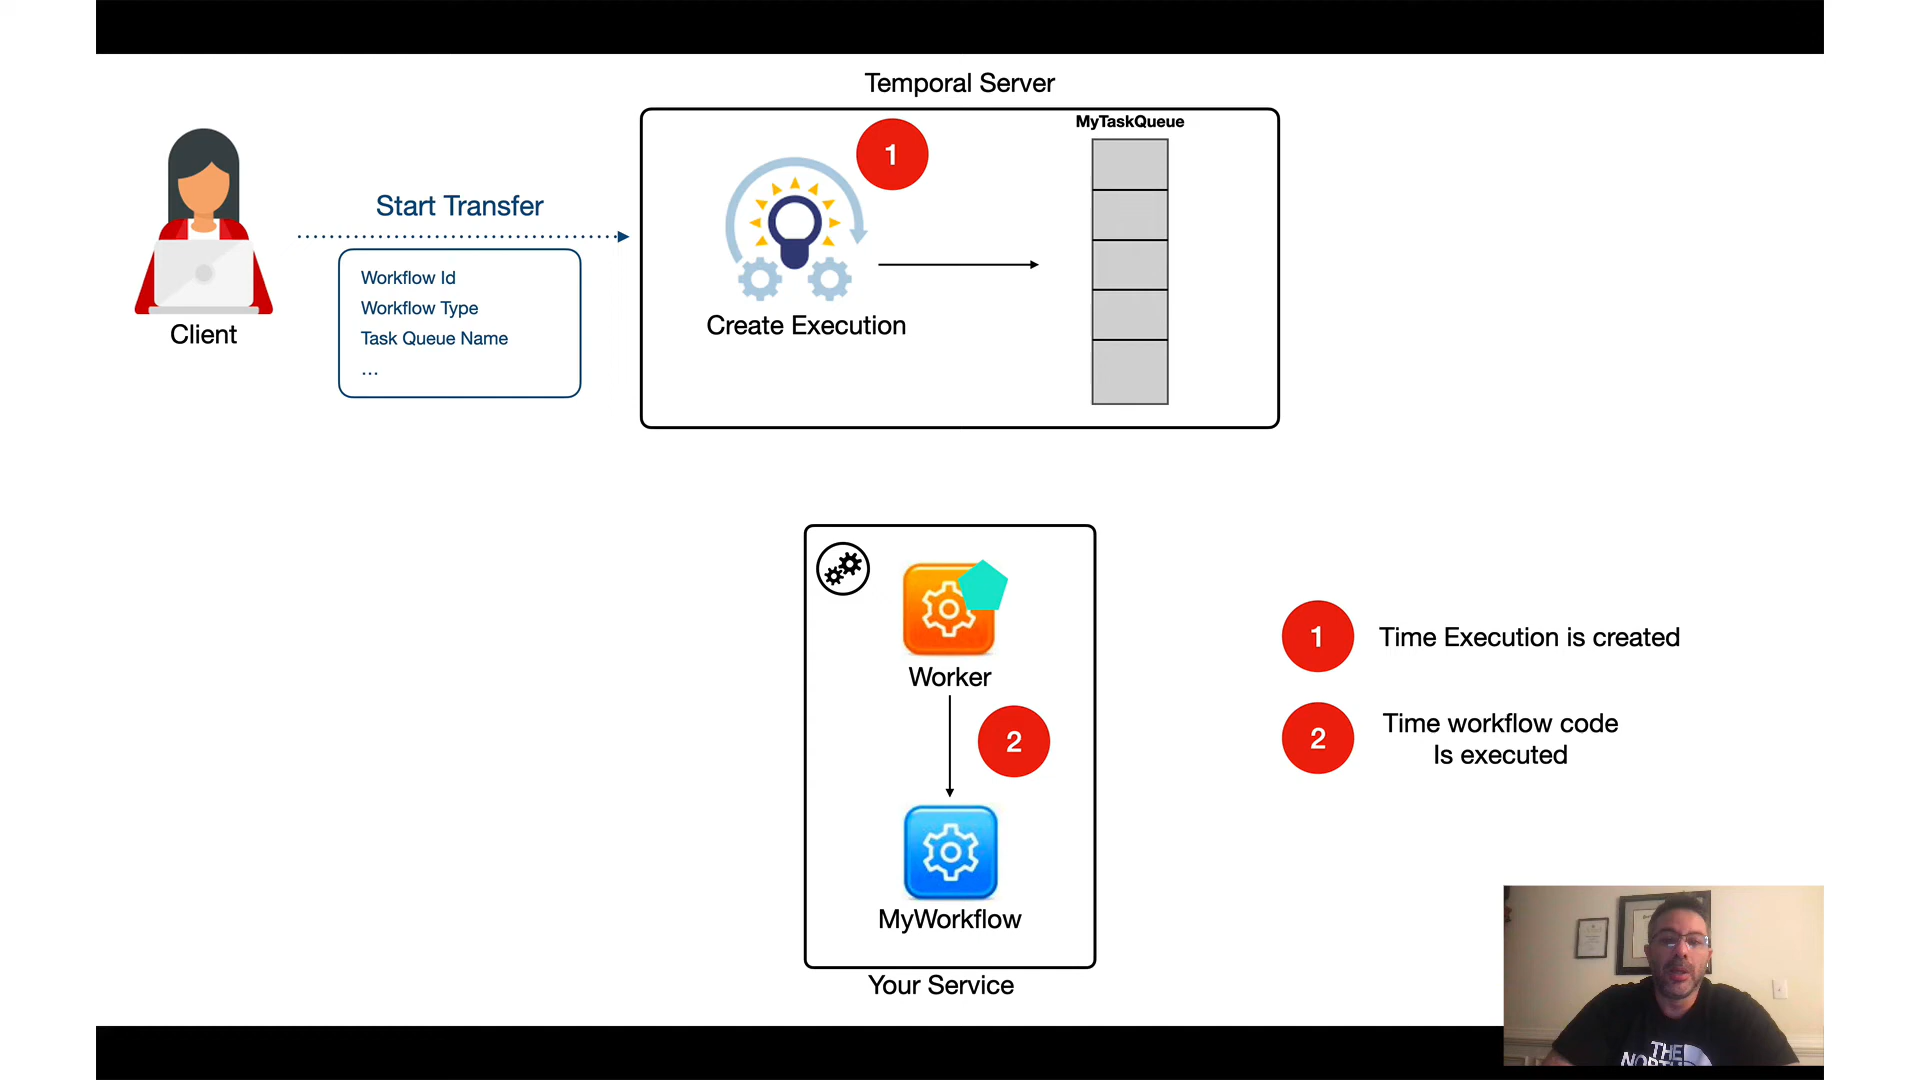 Temporal Server
MyTaskQueue
1
Start Transfer
Workflow Id
Workflow Type
Task Queue Name
...
Client
Create Execution
Worker
2
MyWorkflow
Your Service
1
Time Execution is created
2
Time workflow code
Is executed
THE